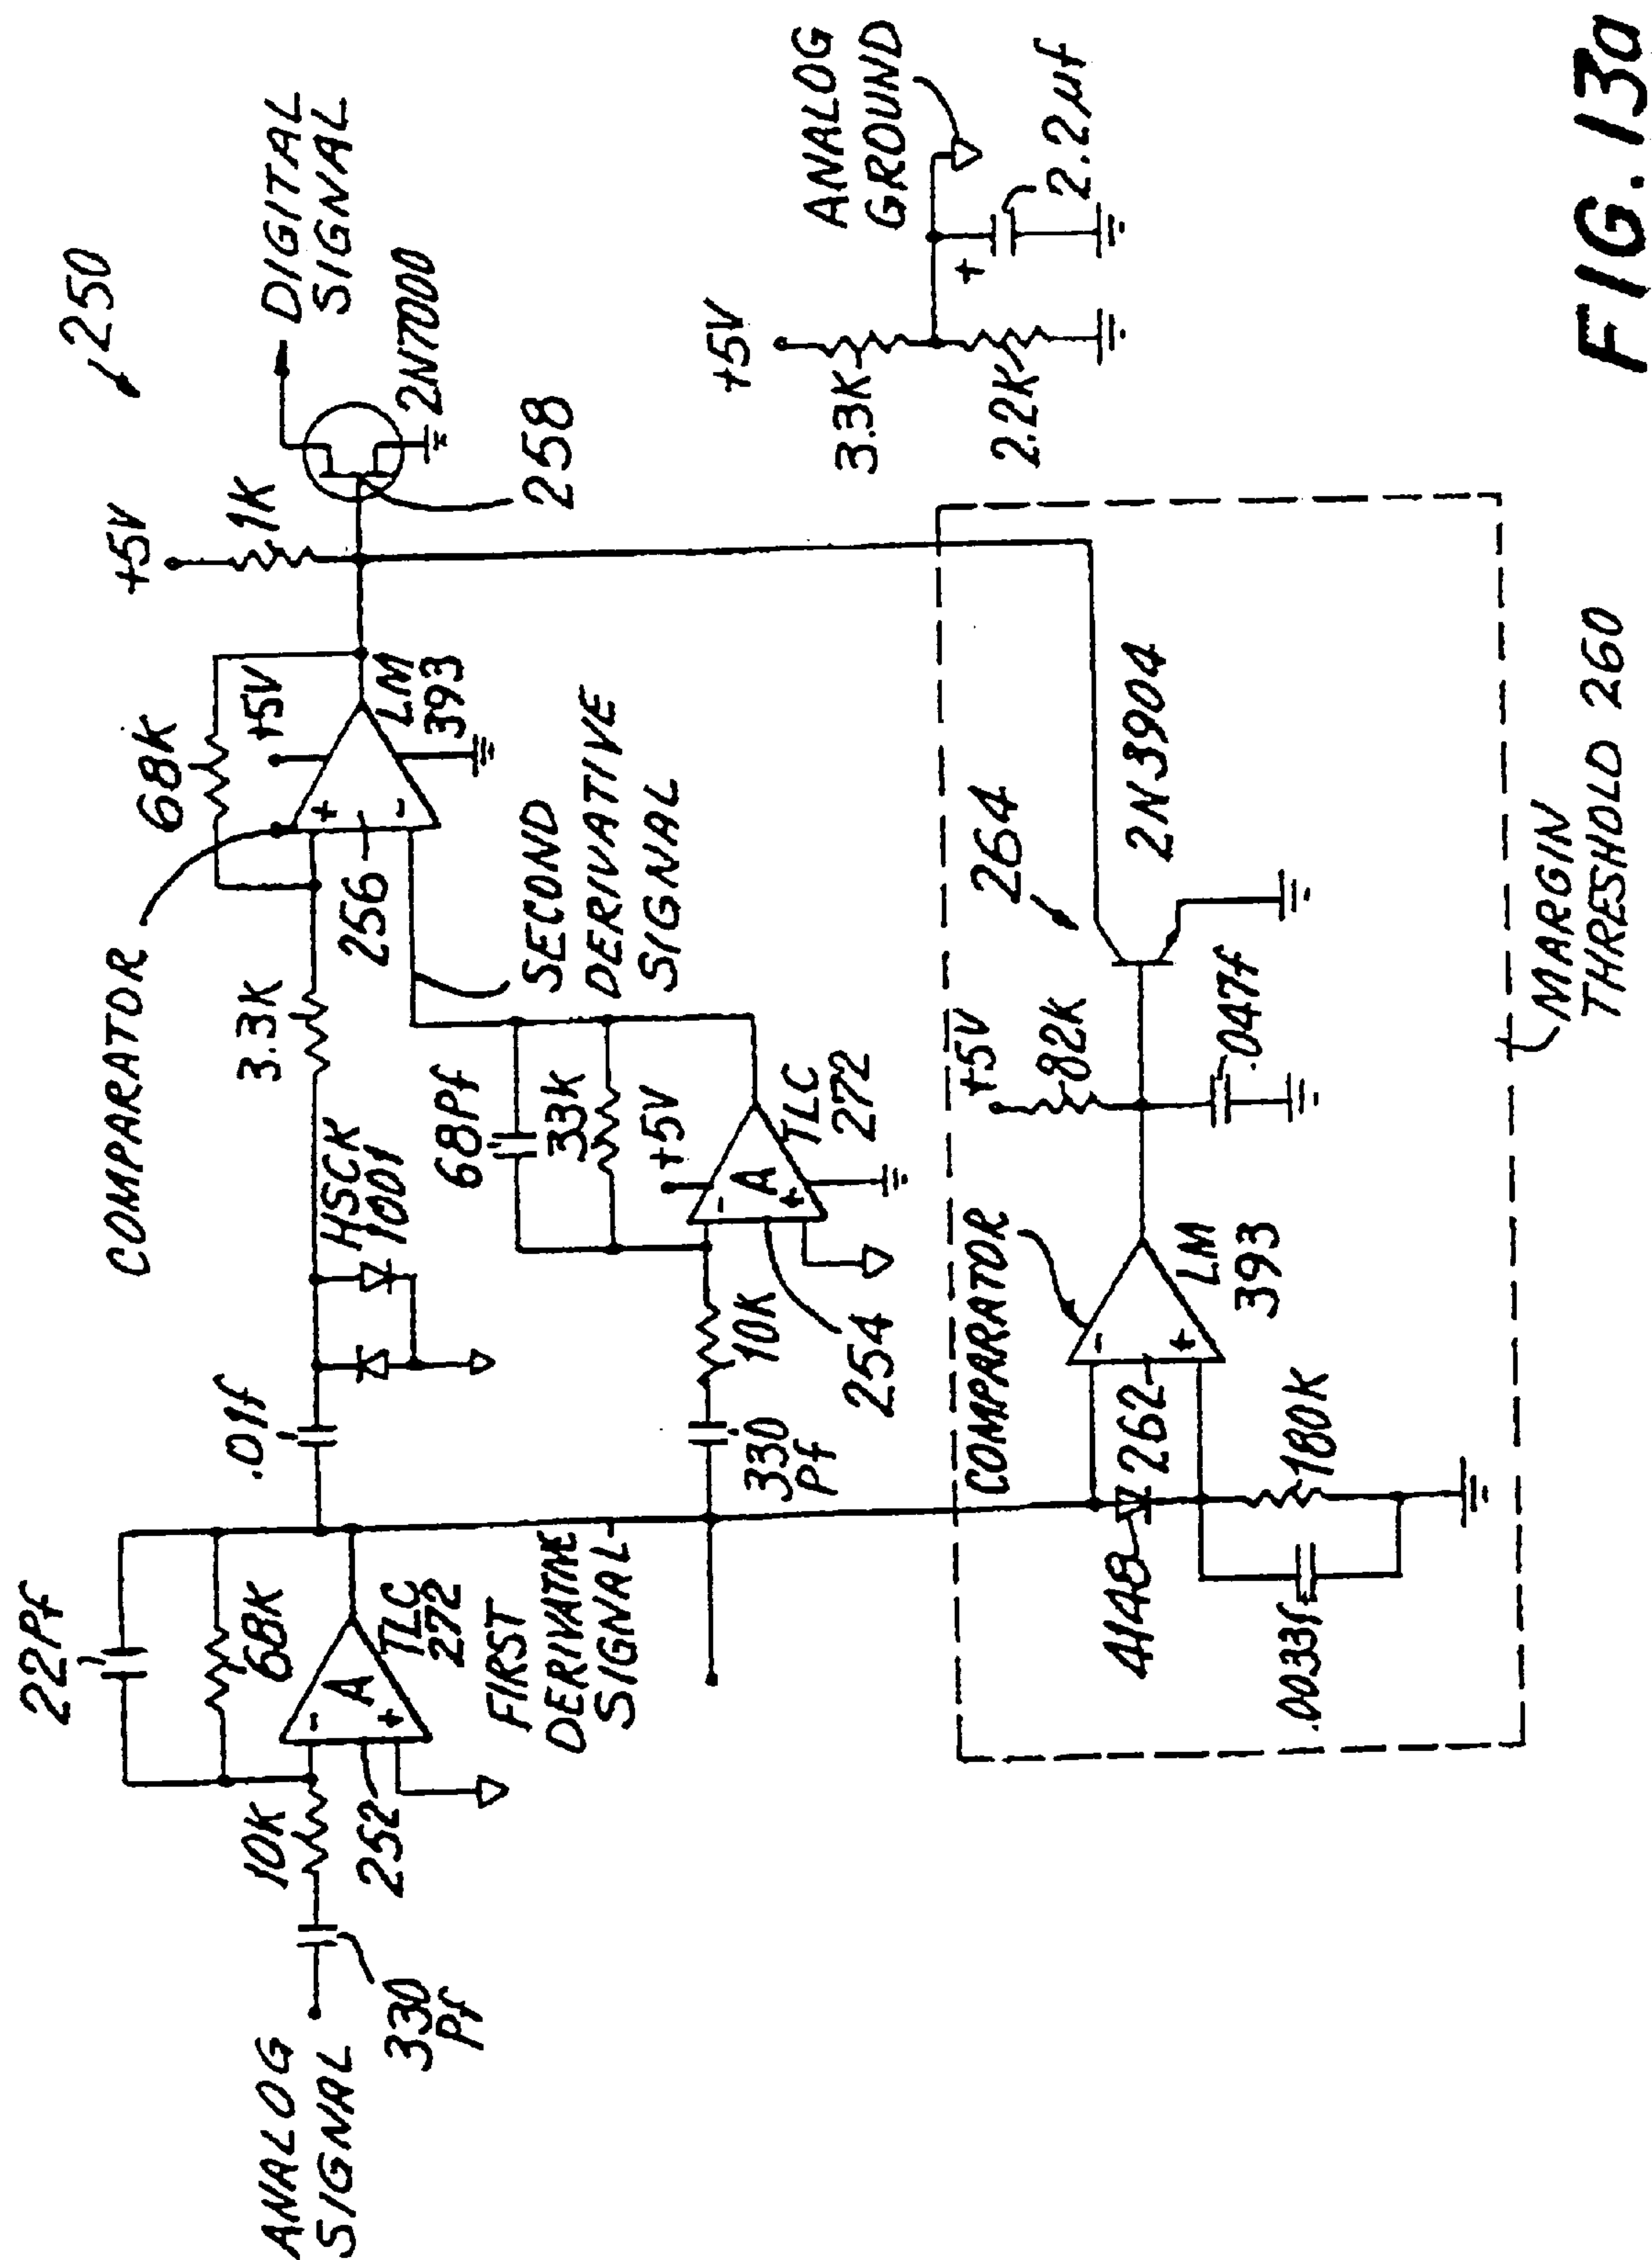 250
ANALOG
SIGNAL
330
Pf
10K
252
22Pf
68K
A
-
+
TLC
272
FIRST
DERIVATIVE
SIGNAL
.01f
HSCK
1001
3.3K
COMPARATOR
68K
+5V
+
256
-
LM
393
+5V
1K
258
2N7000
DIGITAL
SIGNAL
330
Pf
10K
254
68Pf
33K
+5V
A
-
+
TLC
272
SECOND
DERIVATIVE
SIGNAL
+5V
3.3K
2.2K
+
2.2µf
ANALOG
GROUND
4148
.0033f
180K
COMPARATOR
-
262
+
LM
393
+5V
82K
.047f
264
2N3904
MARGIN
THRESHOLD 260
FIG. 13a